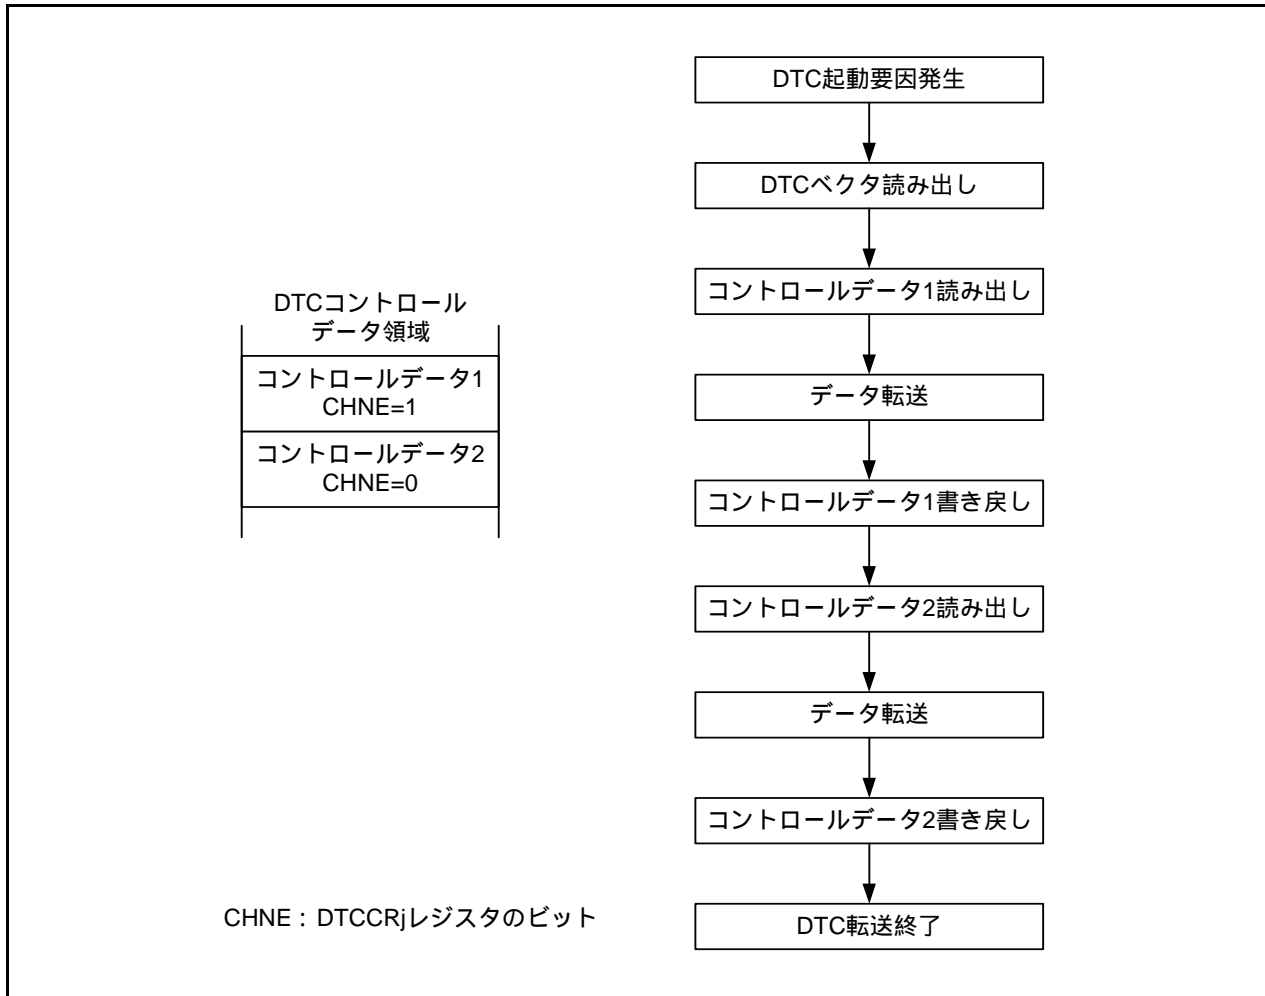 DTC起動要因発生
DTCベクタ読み出し
コントロールデータ1読み出し
データ転送
コントロールデータ1書き戻し
コントロールデータ2読み出し
データ転送
コントロールデータ2書き戻し
DTC転送終了
DTCコントロール
データ領域
コントロールデータ1
CHNE=1
コントロールデータ2
CHNE=0
CHNE：DTCCRjレジスタのビット